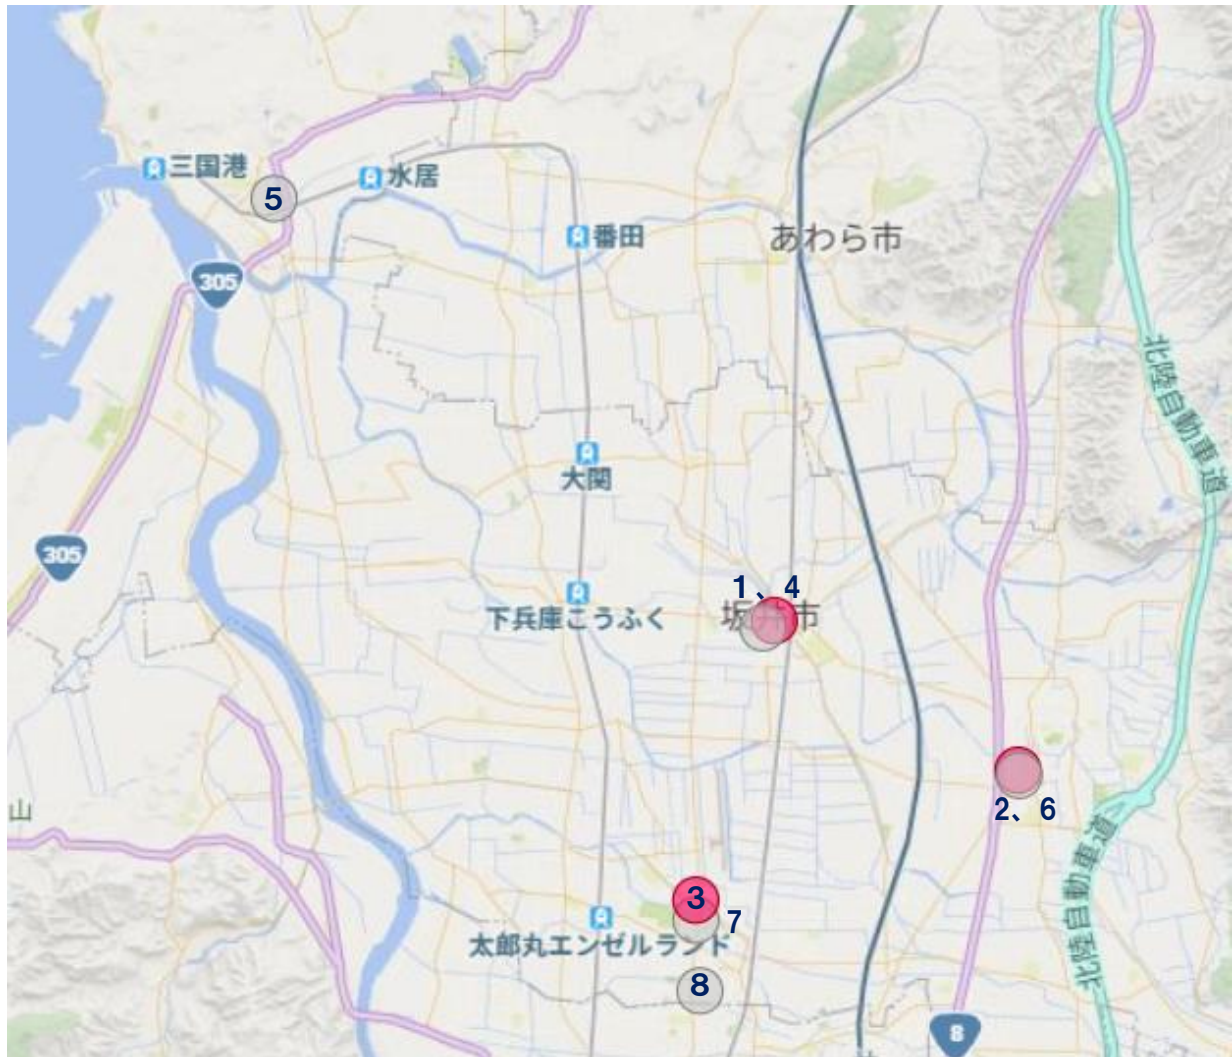 三国港
水居
5
番田
あわら市
305
北陸自動車道
大関
305
1、4
下兵庫こうふく
坂井市
2、6
山
3
7
太郎丸エンゼルランド
北陸自動車道
8
8